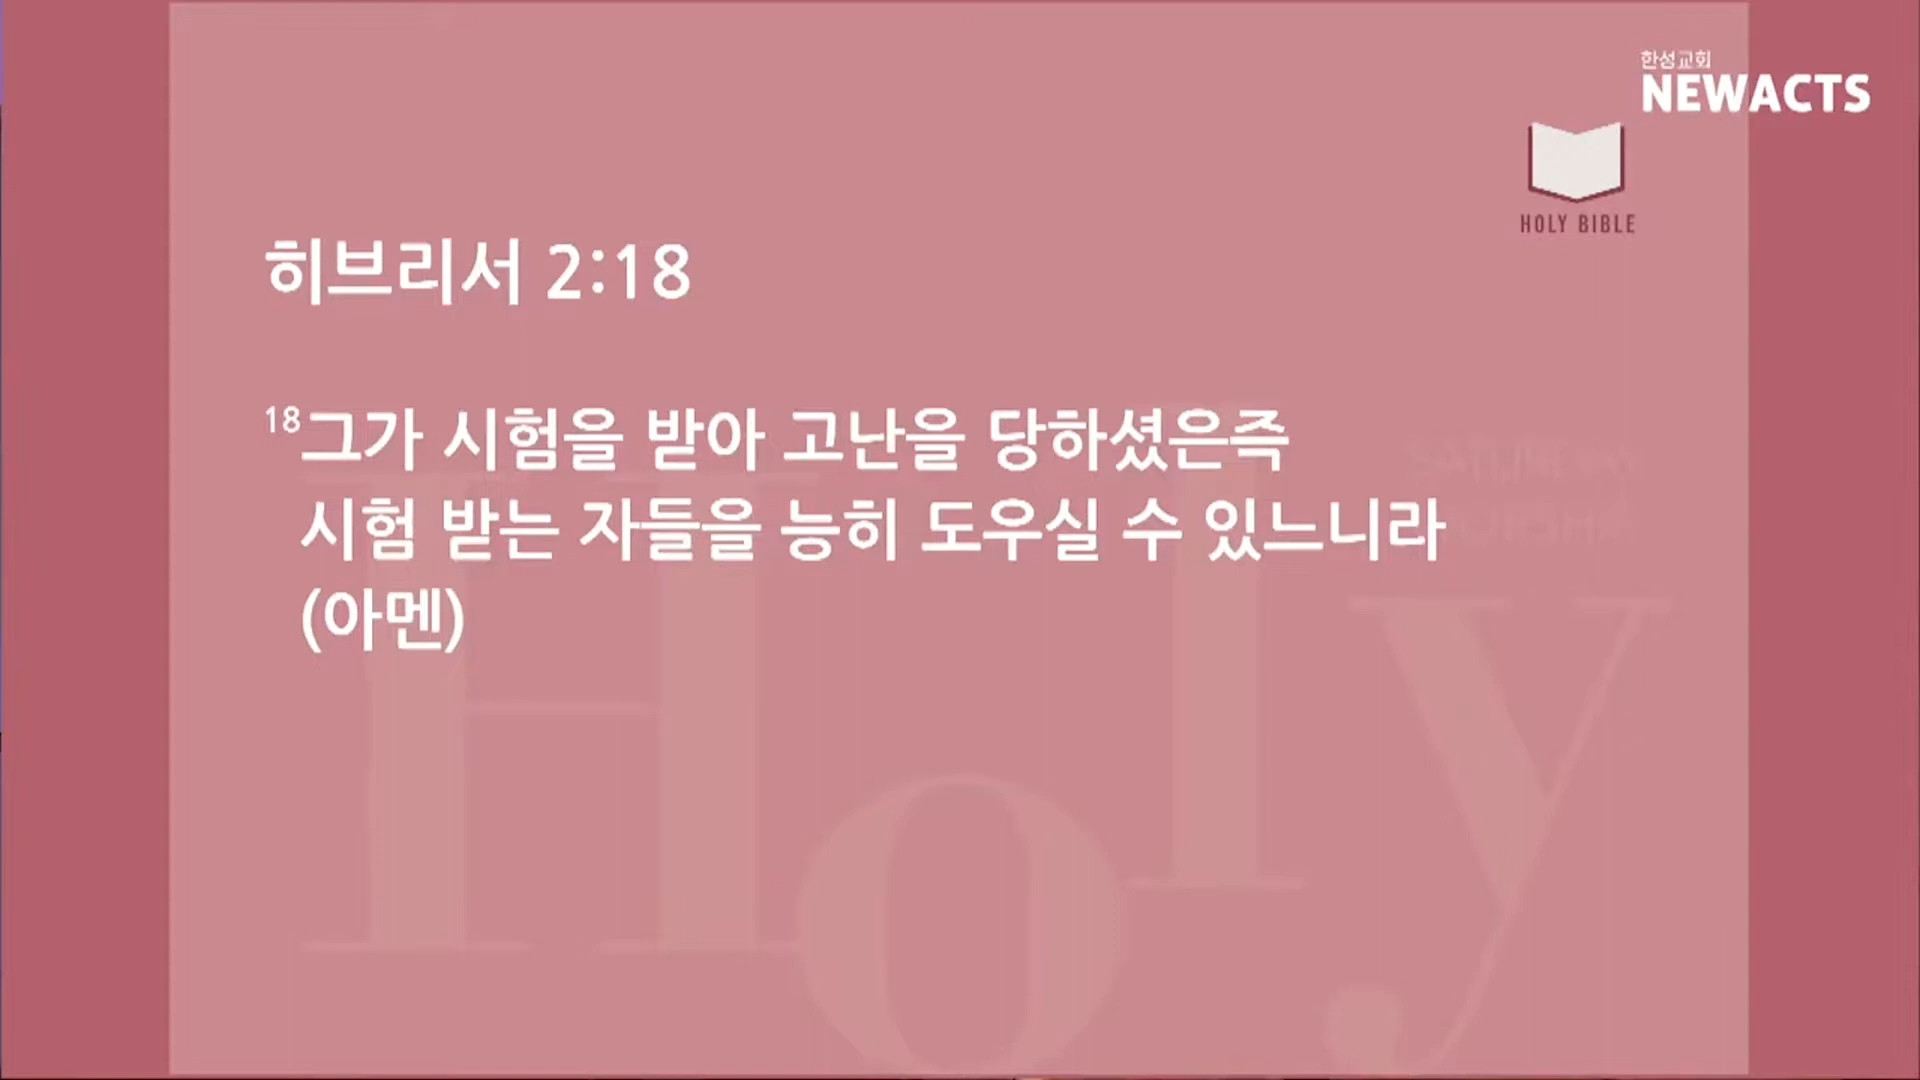 한성교회
NEWACTS
HOLY BIBLE
히브리서 2:18
18 그가 시험을 받아 고난을 당하셨은즉
시험 받는 자들을 능히 도우실 수 있느니라
(아멘)
Holy